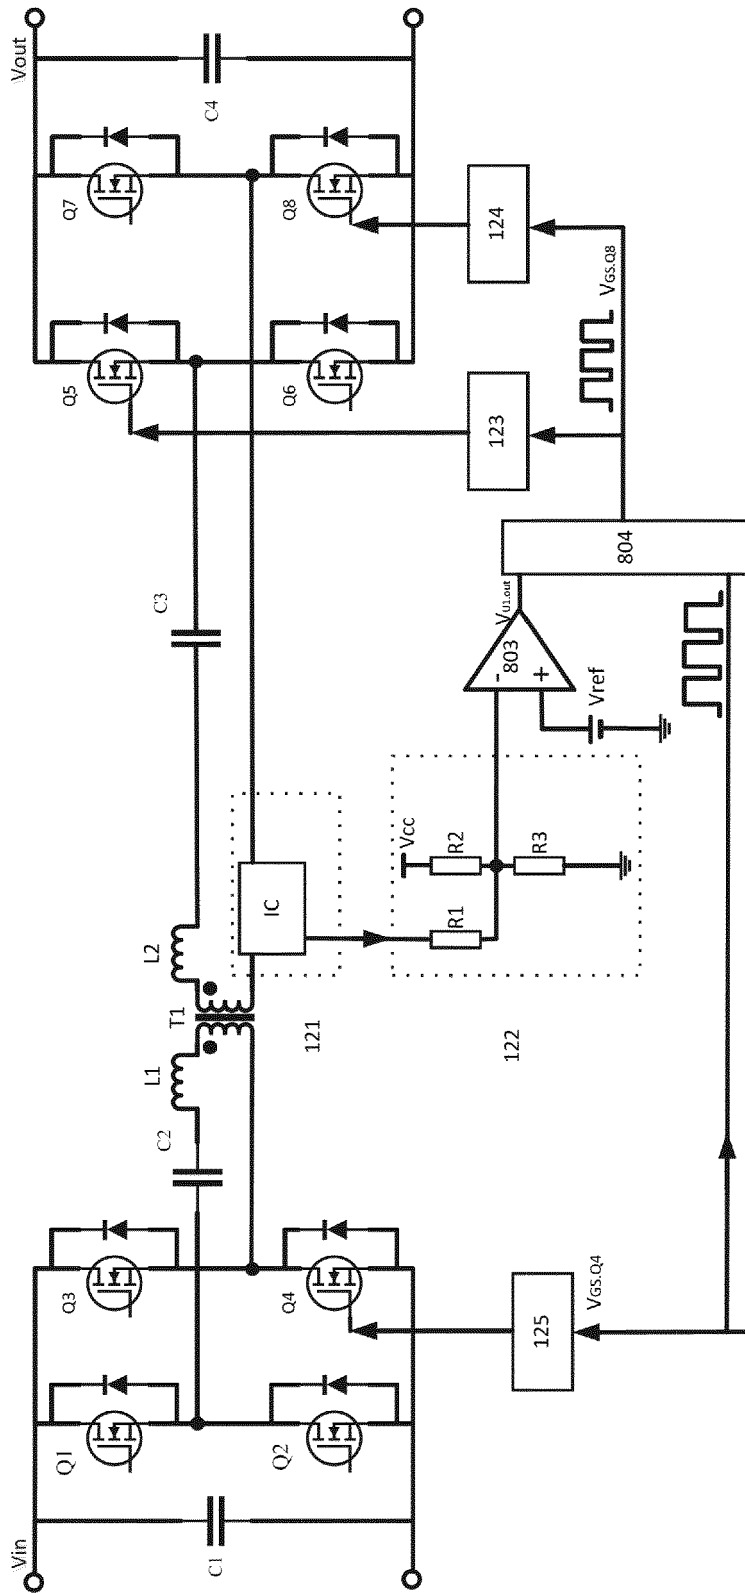 Vin
Vout
C1
Q1
Q3
C2
L1
T1
L2
C3
Q5
Q7
C4
Q2
Q4
IC
Q6
Q8
121
122
R1
Vcc
R2
R3
-
+
803
VU1.out
Vref
123
124
125
VGS.Q4
804
VGS.Q8